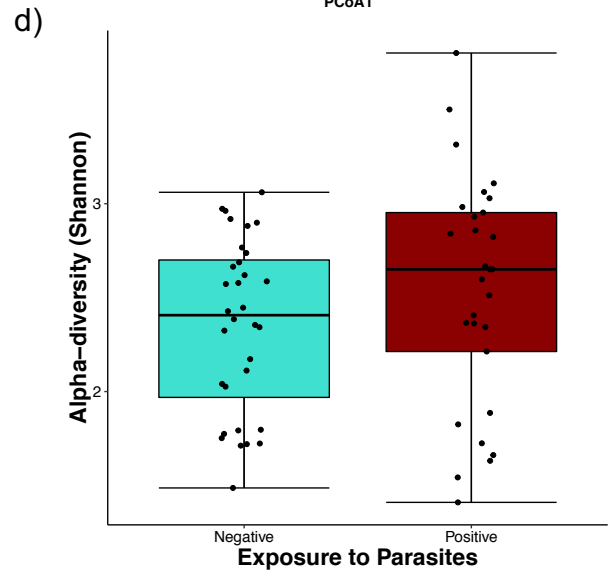 PCoA1
d)
Alpha−diversity (Shannon)
3
2
Negative Positive
Exposure to Parasites